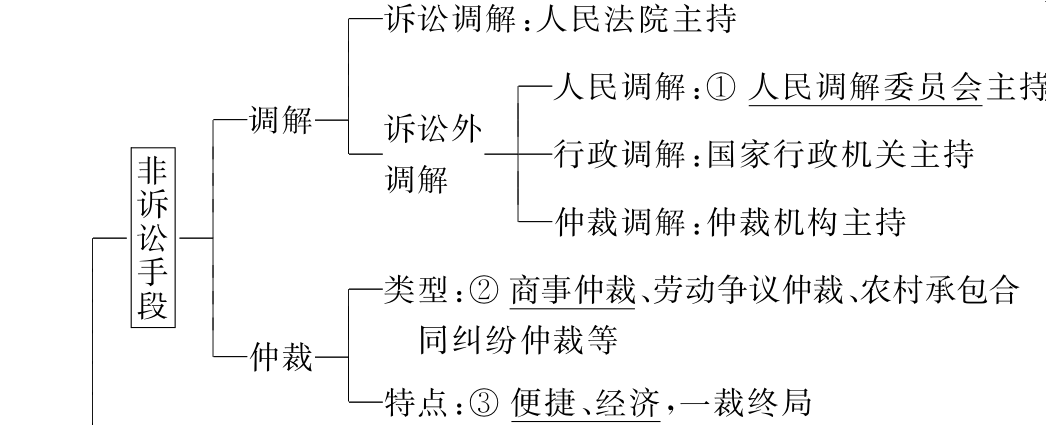 诉讼调解：人民法院主持
人民调解：① 人民调解委员会主持
调解
诉讼外
调解
行政调解：国家行政机关主持
仲裁调解：仲裁机构主持
非诉讼手段
类型：② 商事仲裁、劳动争议仲裁、农村承包合
同纠纷仲裁等
仲裁
特点：③ 便捷、经济，一裁终局